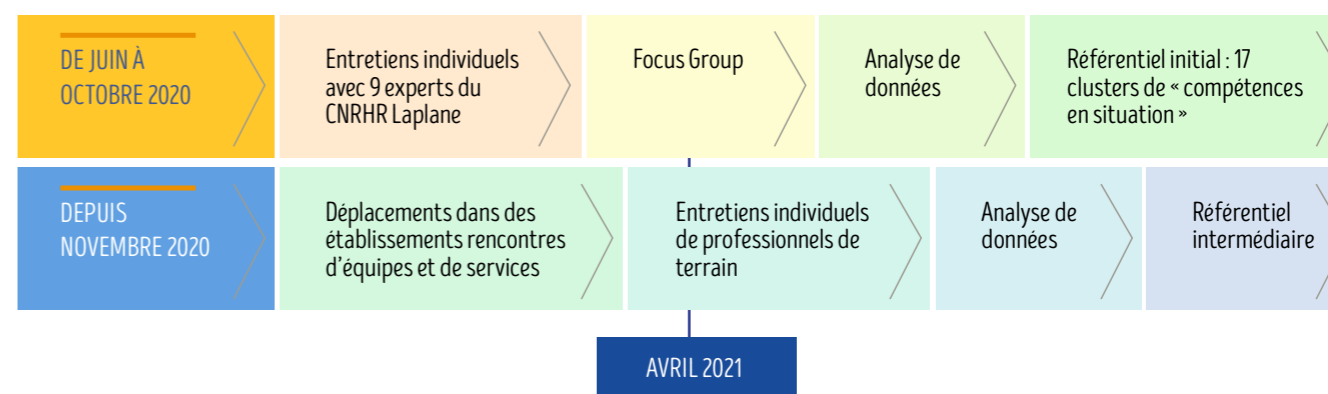 DE JUIN À
OCTOBRE 2020
Entretiens individuels
avec 9 experts du
CNRHR Laplane
Focus Group
Analyse de
données
Référentiel initial : 17
clusters de « compétences
en situation »
DEPUIS
NOVEMBRE 2020
Déplacements dans des
établissements rencontres
d'équipes et de services
Entretiens individuels
de professionnels de
terrain
Analyse de
données
Référentiel
intermédiaire
AVRIL 2021